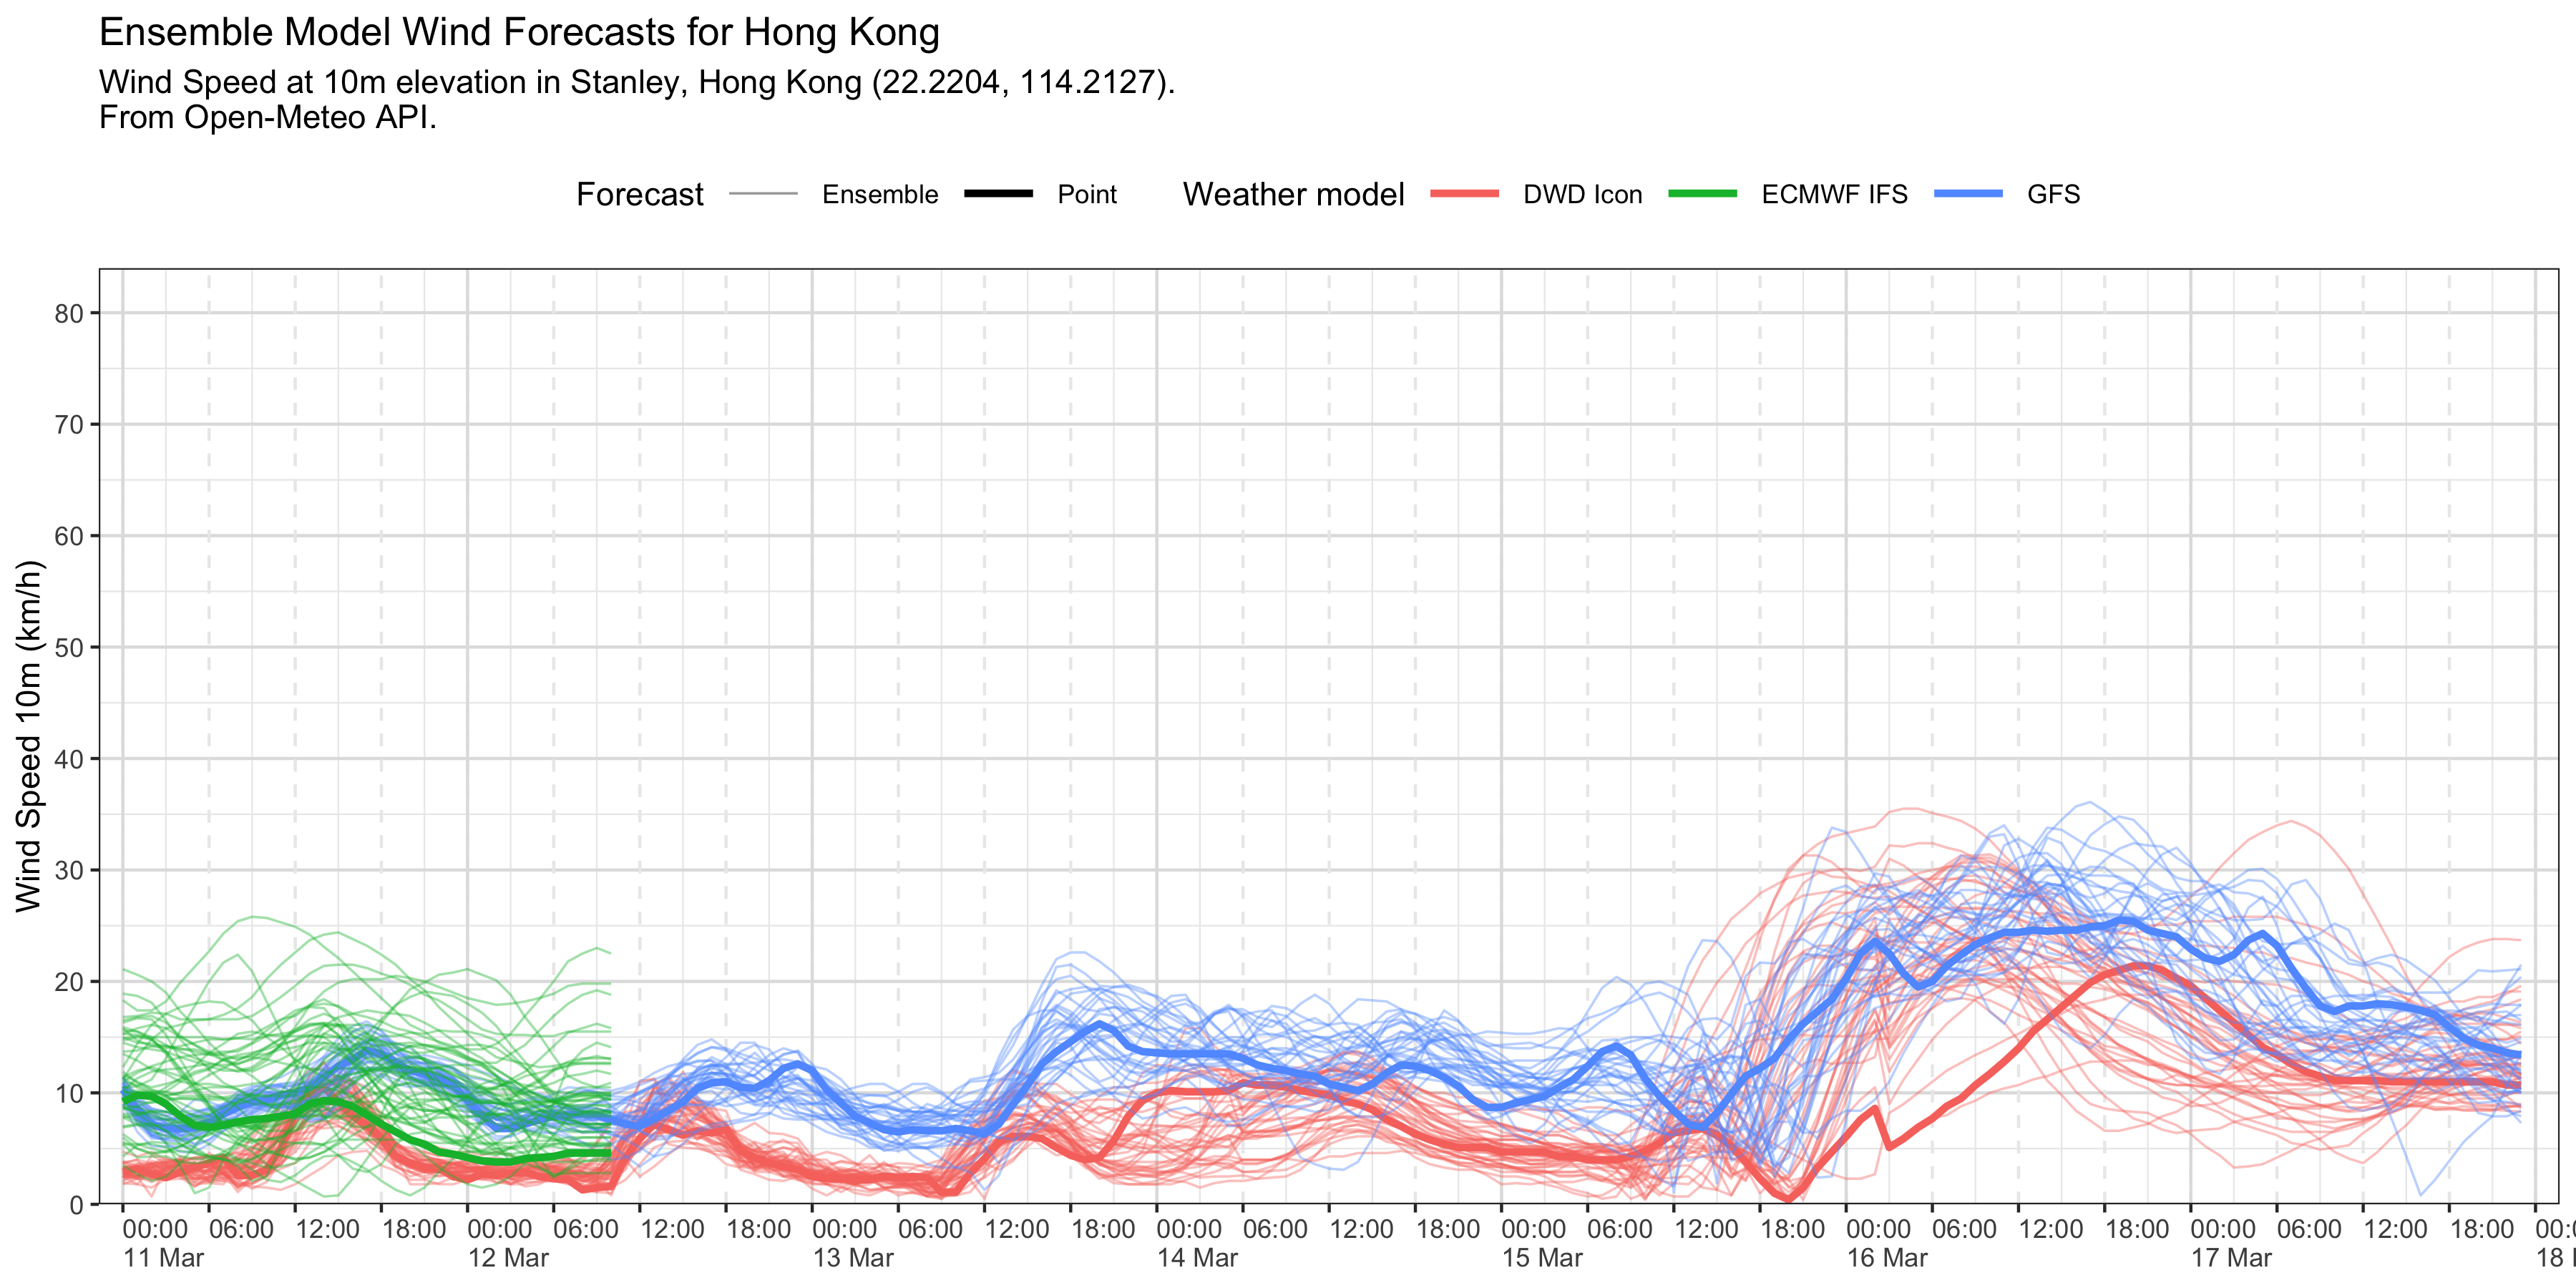 Ensemble Model Wind Forecasts for Hong Kong
Wind Speed at 10m elevation in Stanley, Hong Kong (22.2204, 114.2127).
From Open-Meteo API.
Forecast Ensemble Point Weather model DWD Icon ECMWF IFS GFS
Wind Speed 10m (km/h)
80
70
60
50
40
30
20
10
0
00:00 06:00 12:00 18:00 00:00 06:00 12:00 18:00 00:00 06:00 12:00 18:00 00:00 06:00 12:00 18:00 00:00 06:00 12:00 18:00 00:00 06:00 12:00 18:00 00:00 06:00 12:00 18:00
11 Mar 12 Mar 13 Mar 14 Mar 15 Mar 16 Mar 17 Mar 18